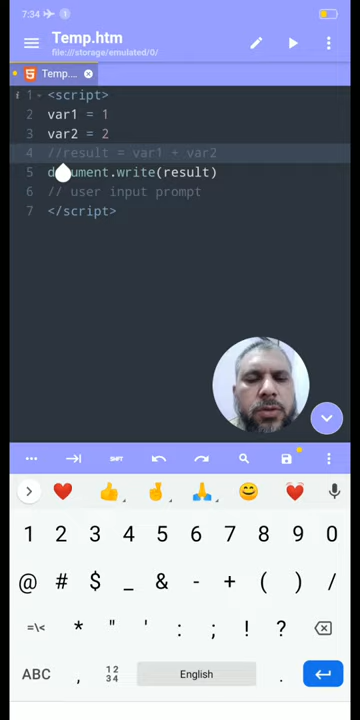 7:34
Temp.htm
file:///storage/emulated/0/
Temp....
i 1 <script>
2 var1 = 1
3 var2 = 2
4 //result = var1 + var2
5 document.write(result)
6 // user input prompt
7 </script>
SHIFT
1 2 3 4 5 6 7 8 9 0
@ # $ _ & - + ( ) /
=\< * " ' : ; ! ?
ABC , 12 34 English .